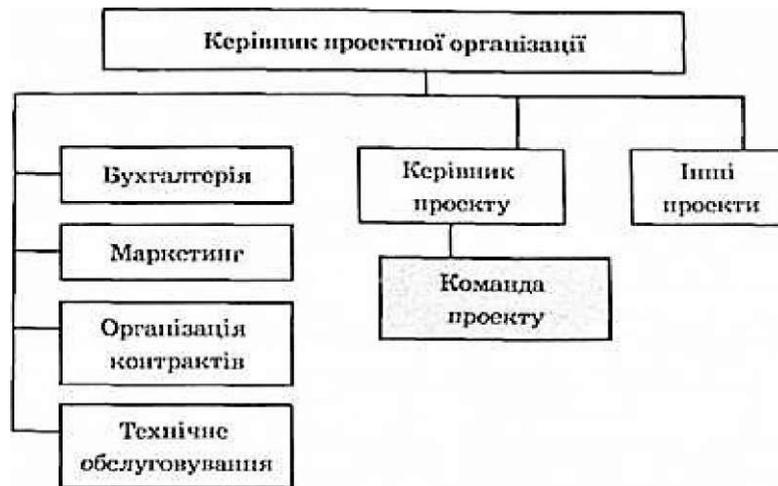 Керівник проектної організації
Бухгалтерія
Маркетинг
Організація
контрактів
Технічне
обслуговування
Керівник
проекту
Команда
проекту
Інші
проекти